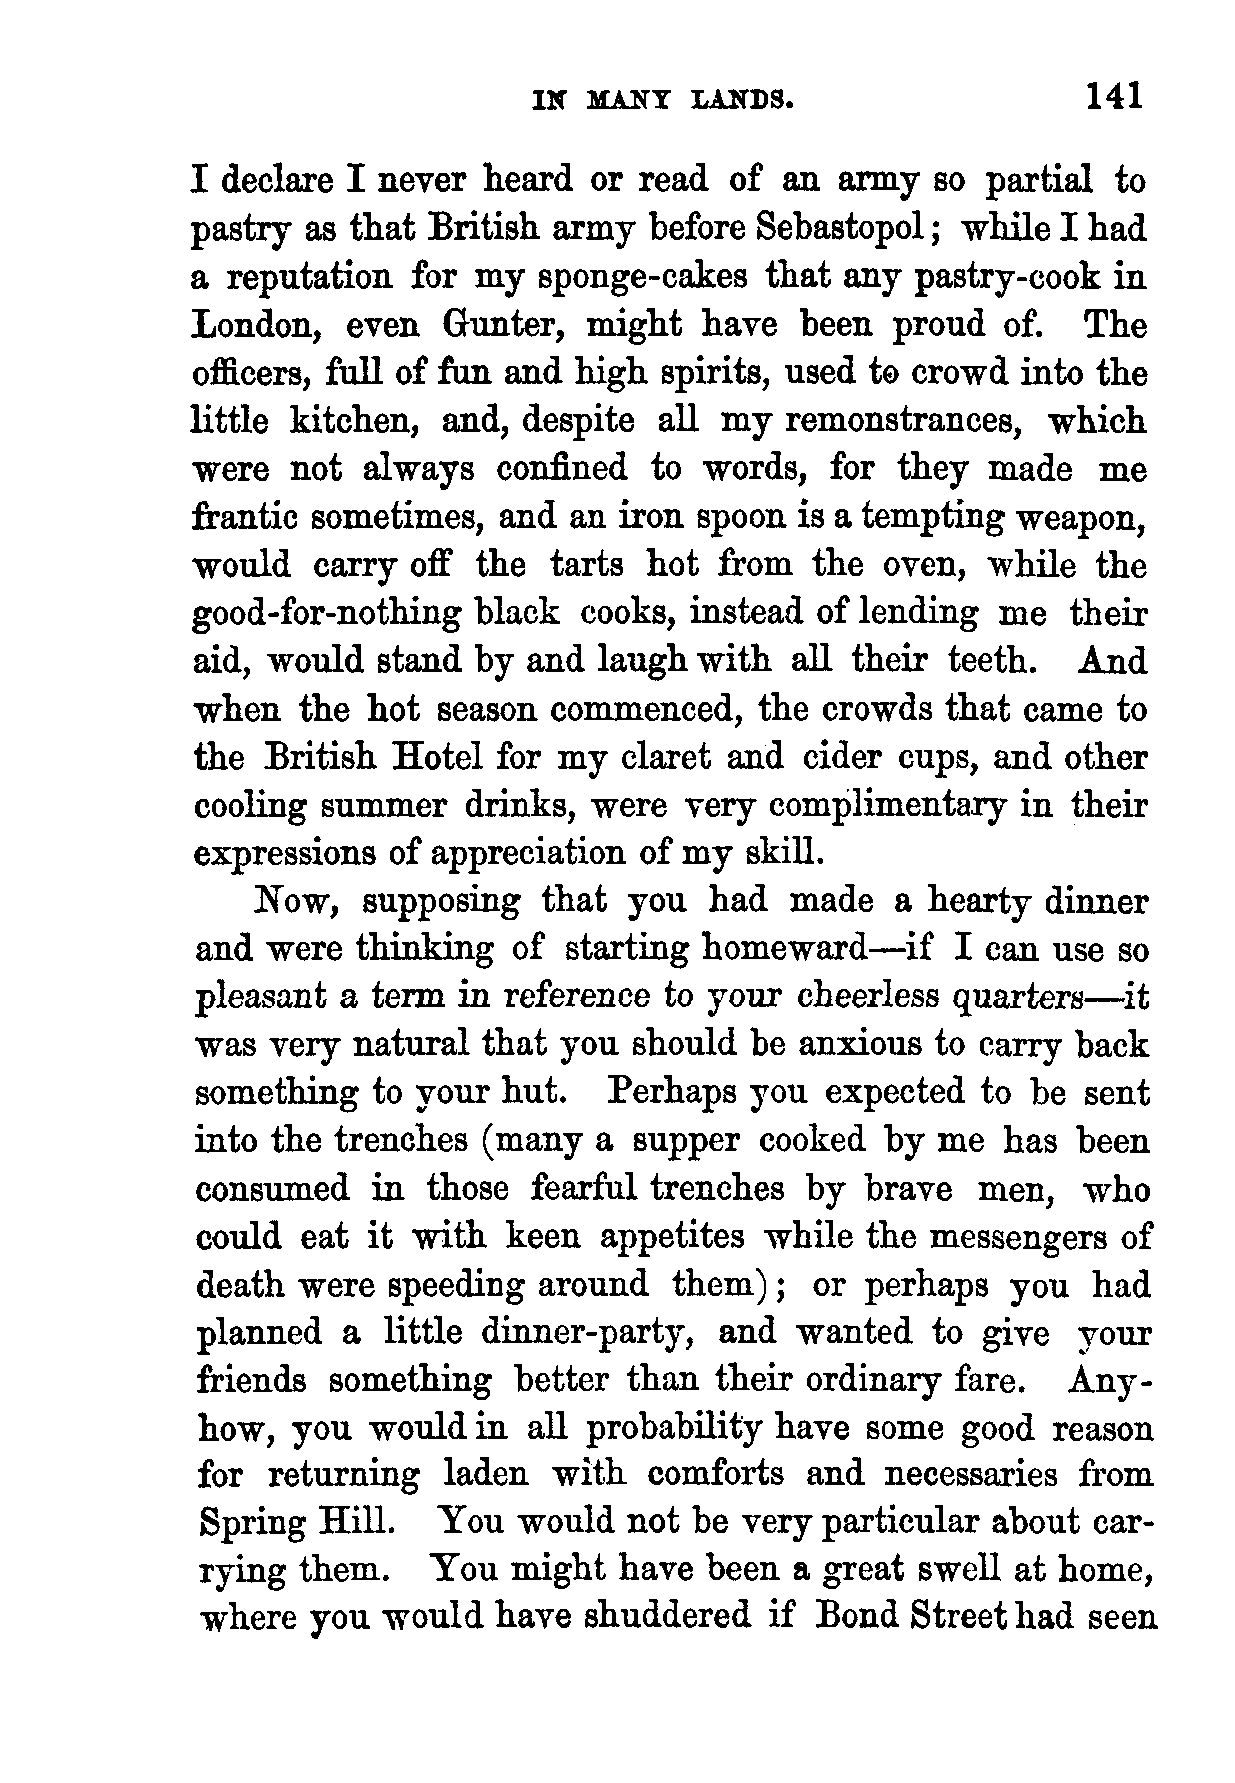 IN MANY LANDS. 141
I declare I never heard or read of an army so partial to
pastry as that British army before Sebastopol; while I had
a reputation for my sponge-cakes that any pastry-cook in
London, even Gunter, might have been proud of. The
officers, full of fun and high spirits, used to crowd into the
little kitchen, and, despite all my remonstrances, which
were not always confined to words, for they made me
frantic sometimes, and an iron spoon is a tempting weapon,
would carry off the tarts hot from the oven, while the
good-for-nothing black cooks, instead of lending me their
aid, would stand by and laugh with all their teeth. And
when the hot season commenced, the crowds that came to
the British Hotel for my claret and cider cups, and other
cooling summer drinks, were very complimentary in their
expressions of appreciation of my skill.
Now, supposing that you had made a hearty dinner
and were thinking of starting homeward—if I can use so
pleasant a term in reference to your cheerless quarters—it
was very natural that you should be anxious to carry back
something to your hut. Perhaps you expected to be sent
into the trenches (many a supper cooked by me has been
consumed in those fearful trenches by brave men, who
could eat it with keen appetites while the messengers of
death were speeding around them); or perhaps you had
planned a little dinner-party, and wanted to give your
friends something better than their ordinary fare. Any-
how, you would in all probability have some good reason
for returning laden with comforts and necessaries from
Spring Hill. You would not be very particular about car-
rying them. You might have been a great swell at home,
where you would have shuddered if Bond Street had seen